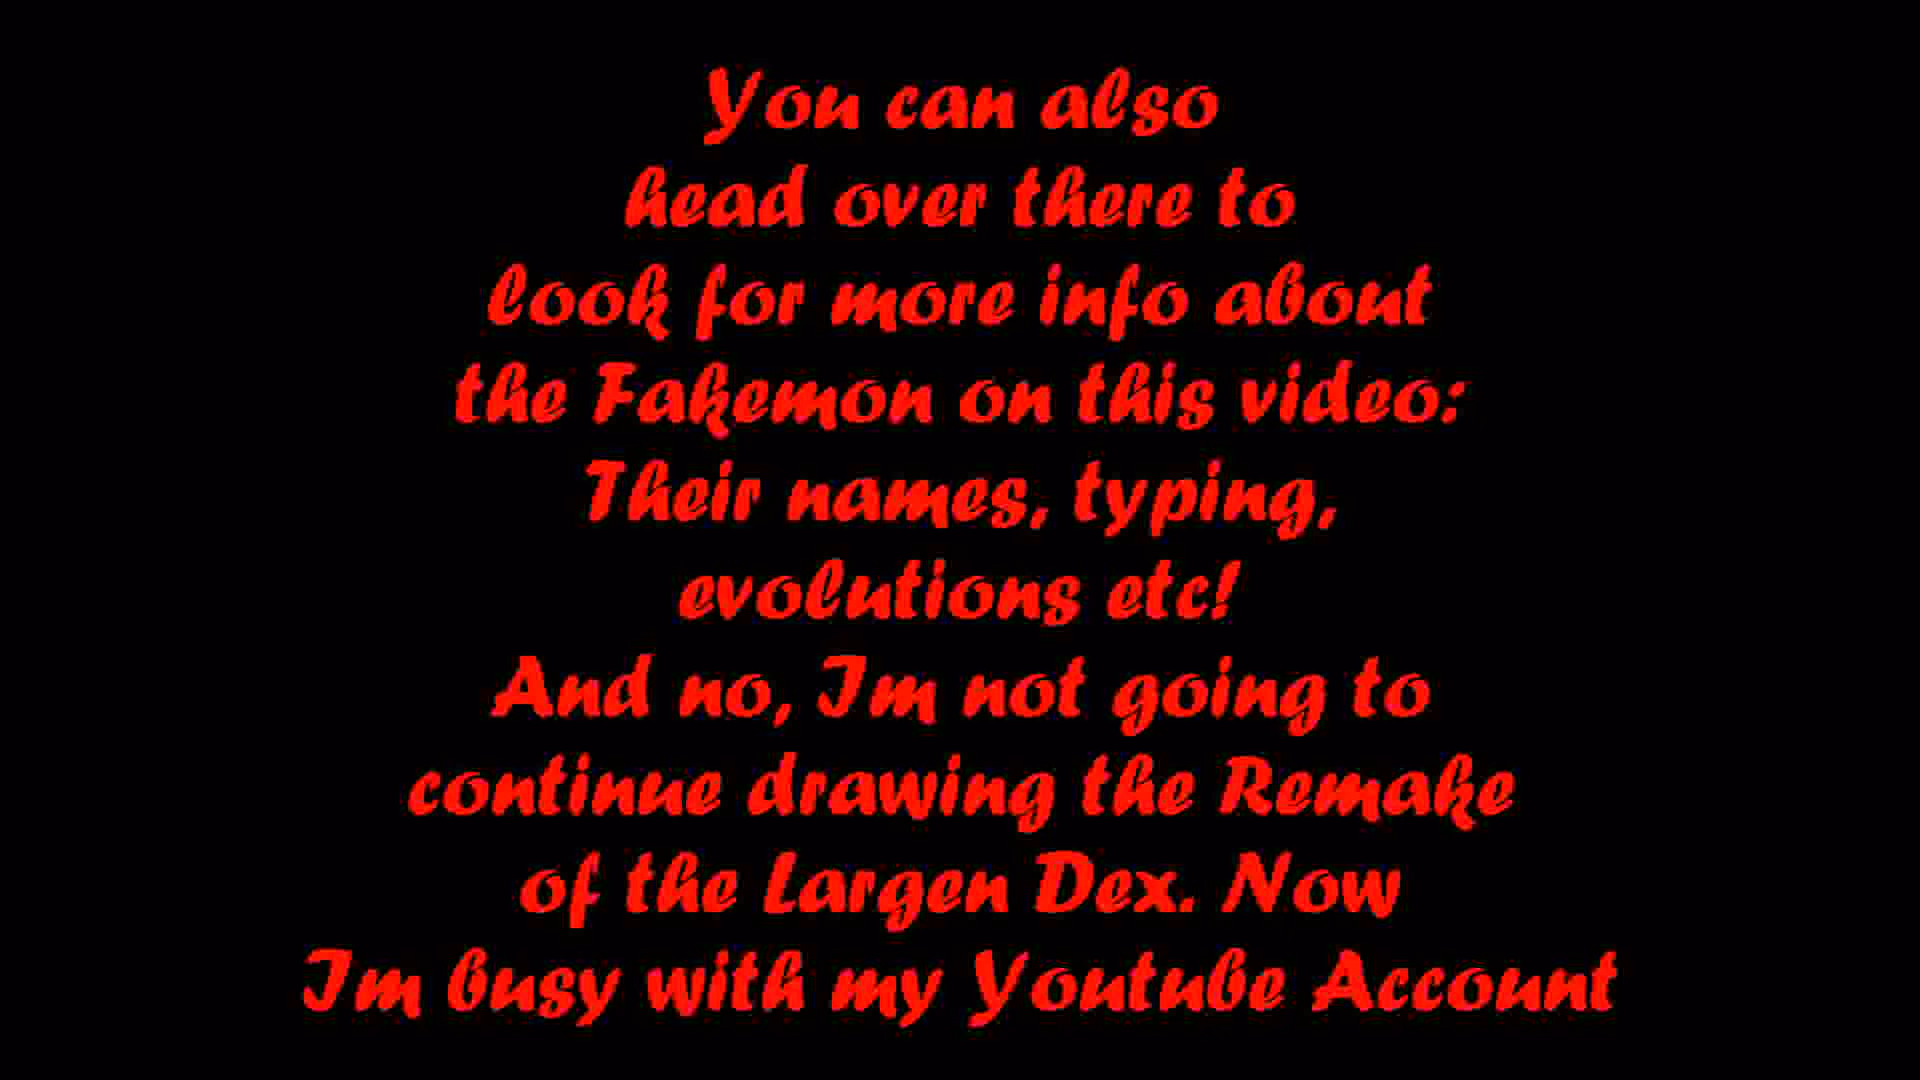 You can also
head over there to
look for more info about
the Fakemon on this video:
Their names, typing,
evolutions etc!
And no, Im not going to
continue drawing the Remake
of the Largen Dex. Now
Im busy with my Youtube Account